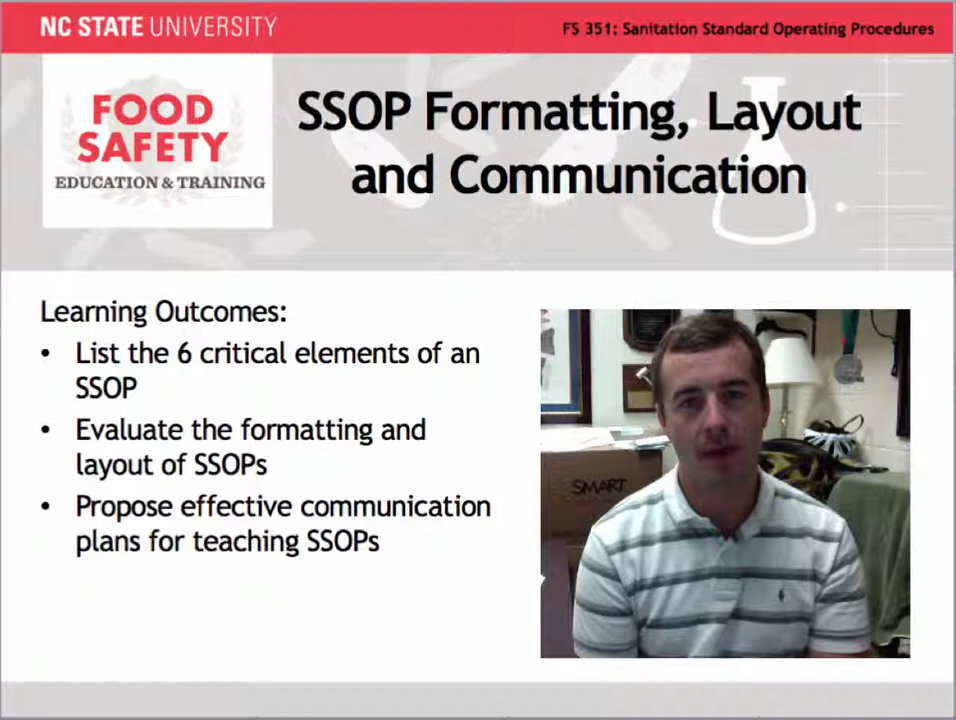 NC STATE UNIVERSITY
FS 351: Sanitation Standard Operating Procedures
FOOD
SAFETY
EDUCATION & TRAINING
SSOP Formatting, Layout
and Communication
Learning Outcomes:
• List the 6 critical elements of an
SSOP
• Evaluate the formatting and
layout of SSOPs
• Propose effective communication
plans for teaching SSOPs
SMART